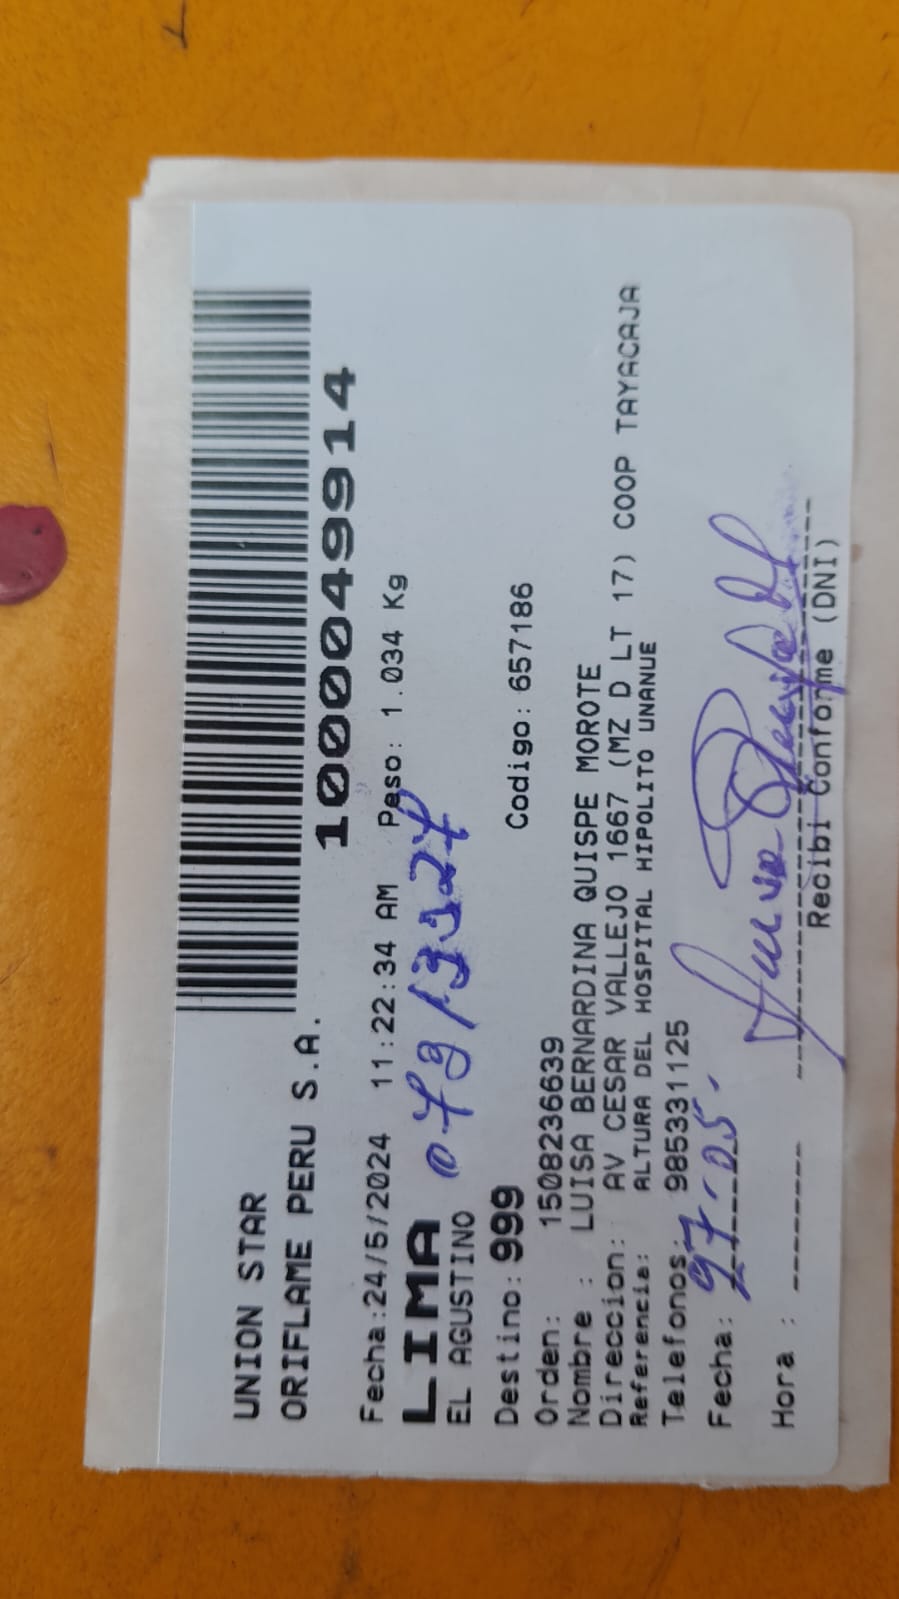 UNION STAR
ORIFLAME PERU S.A.
1000049914
Fecha:24/5/2024 11:22:34 AM Peso: 1.034 Kg
LIMA
EL AGUSTINO
Destino: 999 Codigo: 657186
Orden: 1508236639
Nombre : LUISA BERNARDINA QUISPE MOROTE
Direccion: AV CESAR VALLEJO 1667 (MZ D LT 17) COOP TAYACAJA
Referencia: ALTURA DEL HOSPITAL HIPOLITO UNANUE
Telefonos: 985331125
Fecha:
Hora :
Recibi Conforme (DNI)